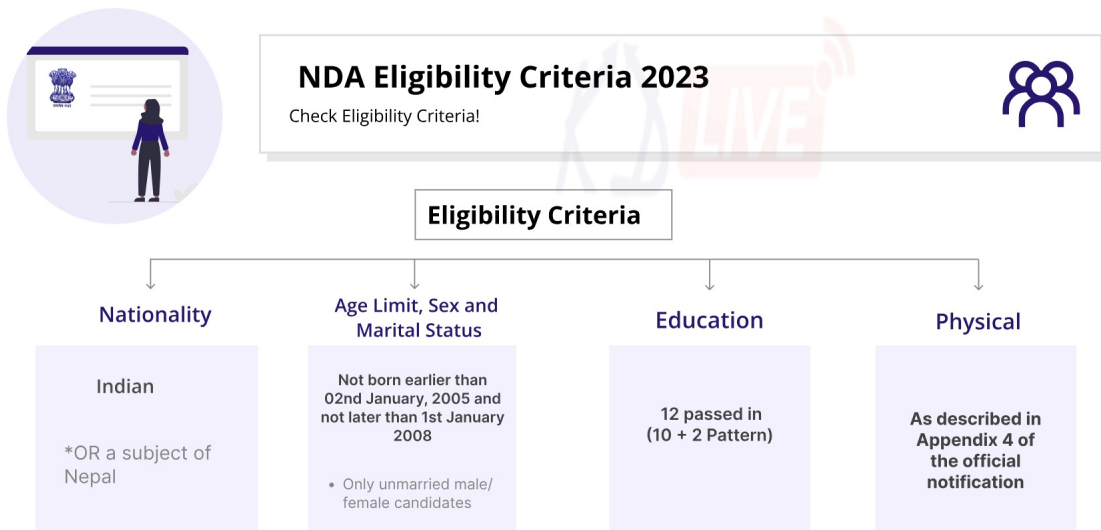 NDA Eligibility Criteria 2023
Check Eligibility Criteria!
LIVE
Eligibility Criteria
Nationality
Indian
*OR a subject of
Nepal
Age Limit, Sex and
Marital Status
Not born earlier than
02nd January, 2005 and
not later than 1st January
2008
• Only unmarried male/
female candidates
Education
12 passed in
(10 + 2 Pattern)
Physical
As described in
Appendix 4 of
the official
notification